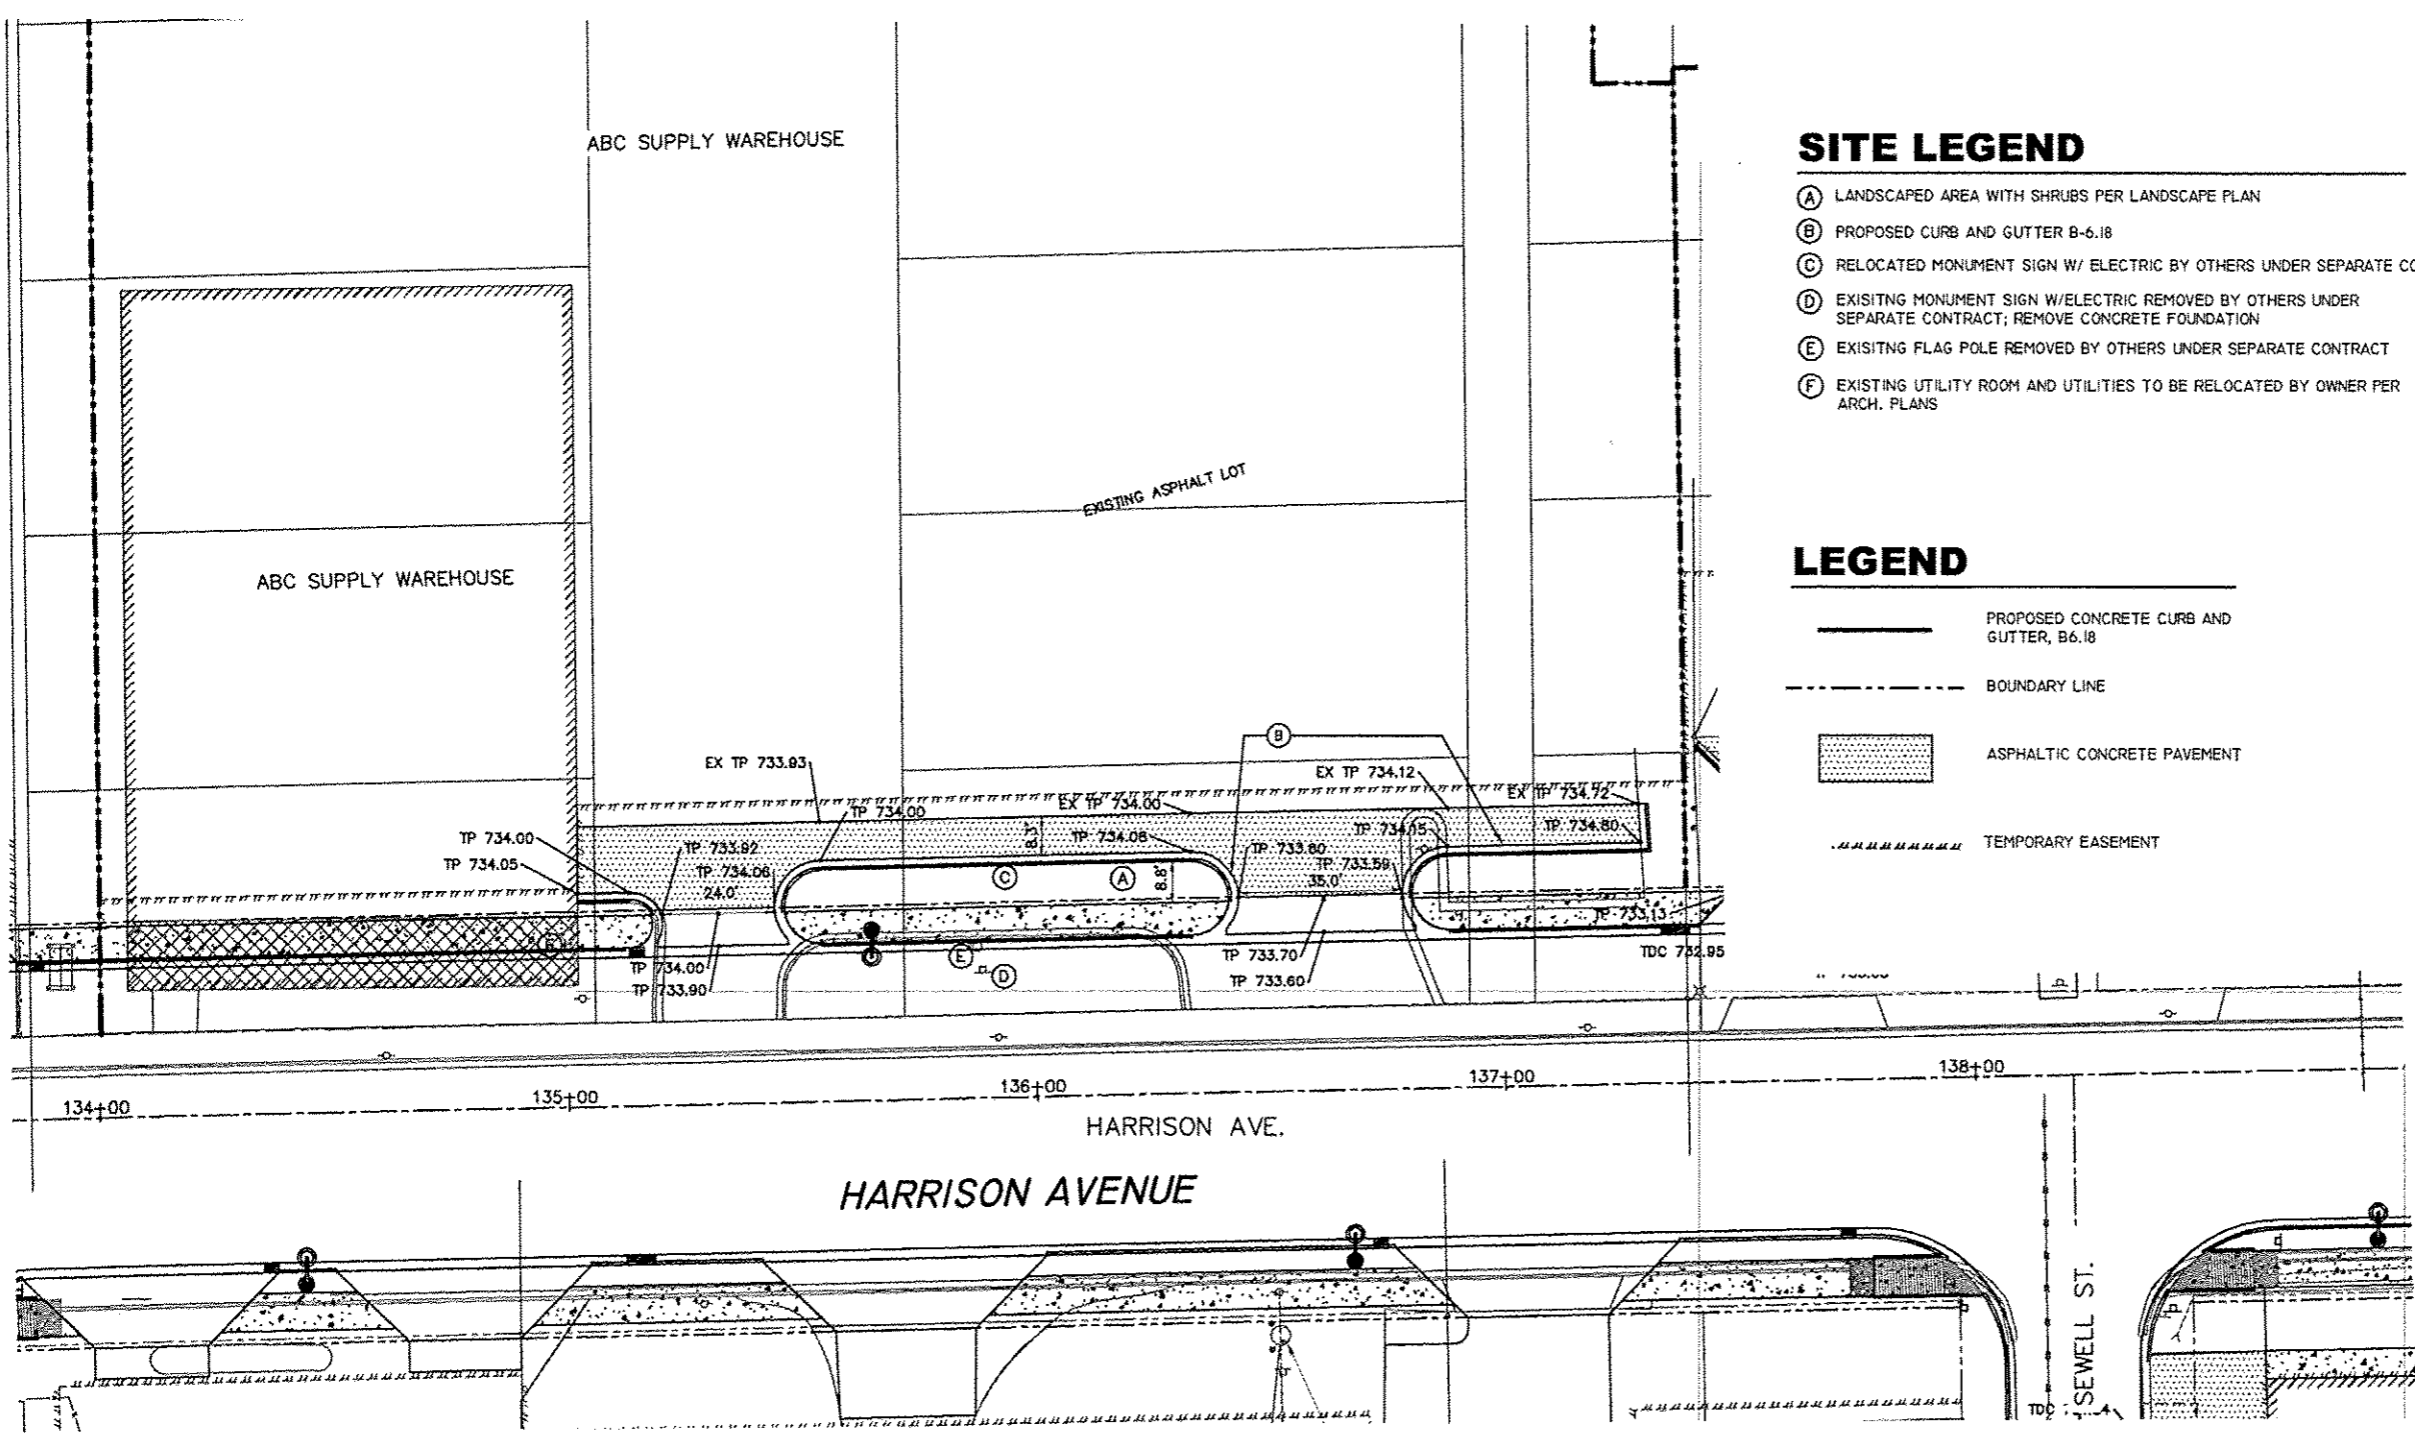 ABC SUPPLY WAREHOUSE
SITE LEGEND
A LANDSCAPED AREA WITH SHRUBS PER LANDSCAPE PLAN
B PROPOSED CURB AND GUTTER B-6.18
C RELOCATED MONUMENT SIGN W/ ELECTRIC BY OTHERS UNDER SEPARATE CO
D EXISITNG MONUMENT SIGN W/ELECTRIC REMOVED BY OTHERS UNDER
SEPARATE CONTRACT; REMOVE CONCRETE FOUNDATION
E EXISITNG FLAG POLE REMOVED BY OTHERS UNDER SEPARATE CONTRACT
F EXISTING UTILITY ROOM AND UTILITIES TO BE RELOCATED BY OWNER PER
ARCH. PLANS
EXISTING ASPHALT LOT
ABC SUPPLY WAREHOUSE
LEGEND
PROPOSED CONCRETE CURB AND
GUTTER, B6.18
BOUNDARY LINE
ASPHALTIC CONCRETE PAVEMENT
TEMPORARY EASEMENT
B
EX TP 733.93
EX TP 734.12
EX TP 734.72
EX TP 734.00
TP 734.00
TP 734.00
TP 734.05
TP 733.92
TP 734.06
24.0'
8.3'
TP 734.08
TP 734.15
TP 734.80
TP 733.80
TP 733.59
35.0'
C
A
8.8'
TP 733.13
TP 734.00
TP 733.90
E
D
TP 733.70
TP 733.60
TDC 732.95
134+00
135+00
136+00
137+00
138+00
HARRISON AVE.
HARRISON AVENUE
SEWELL ST.
TDC